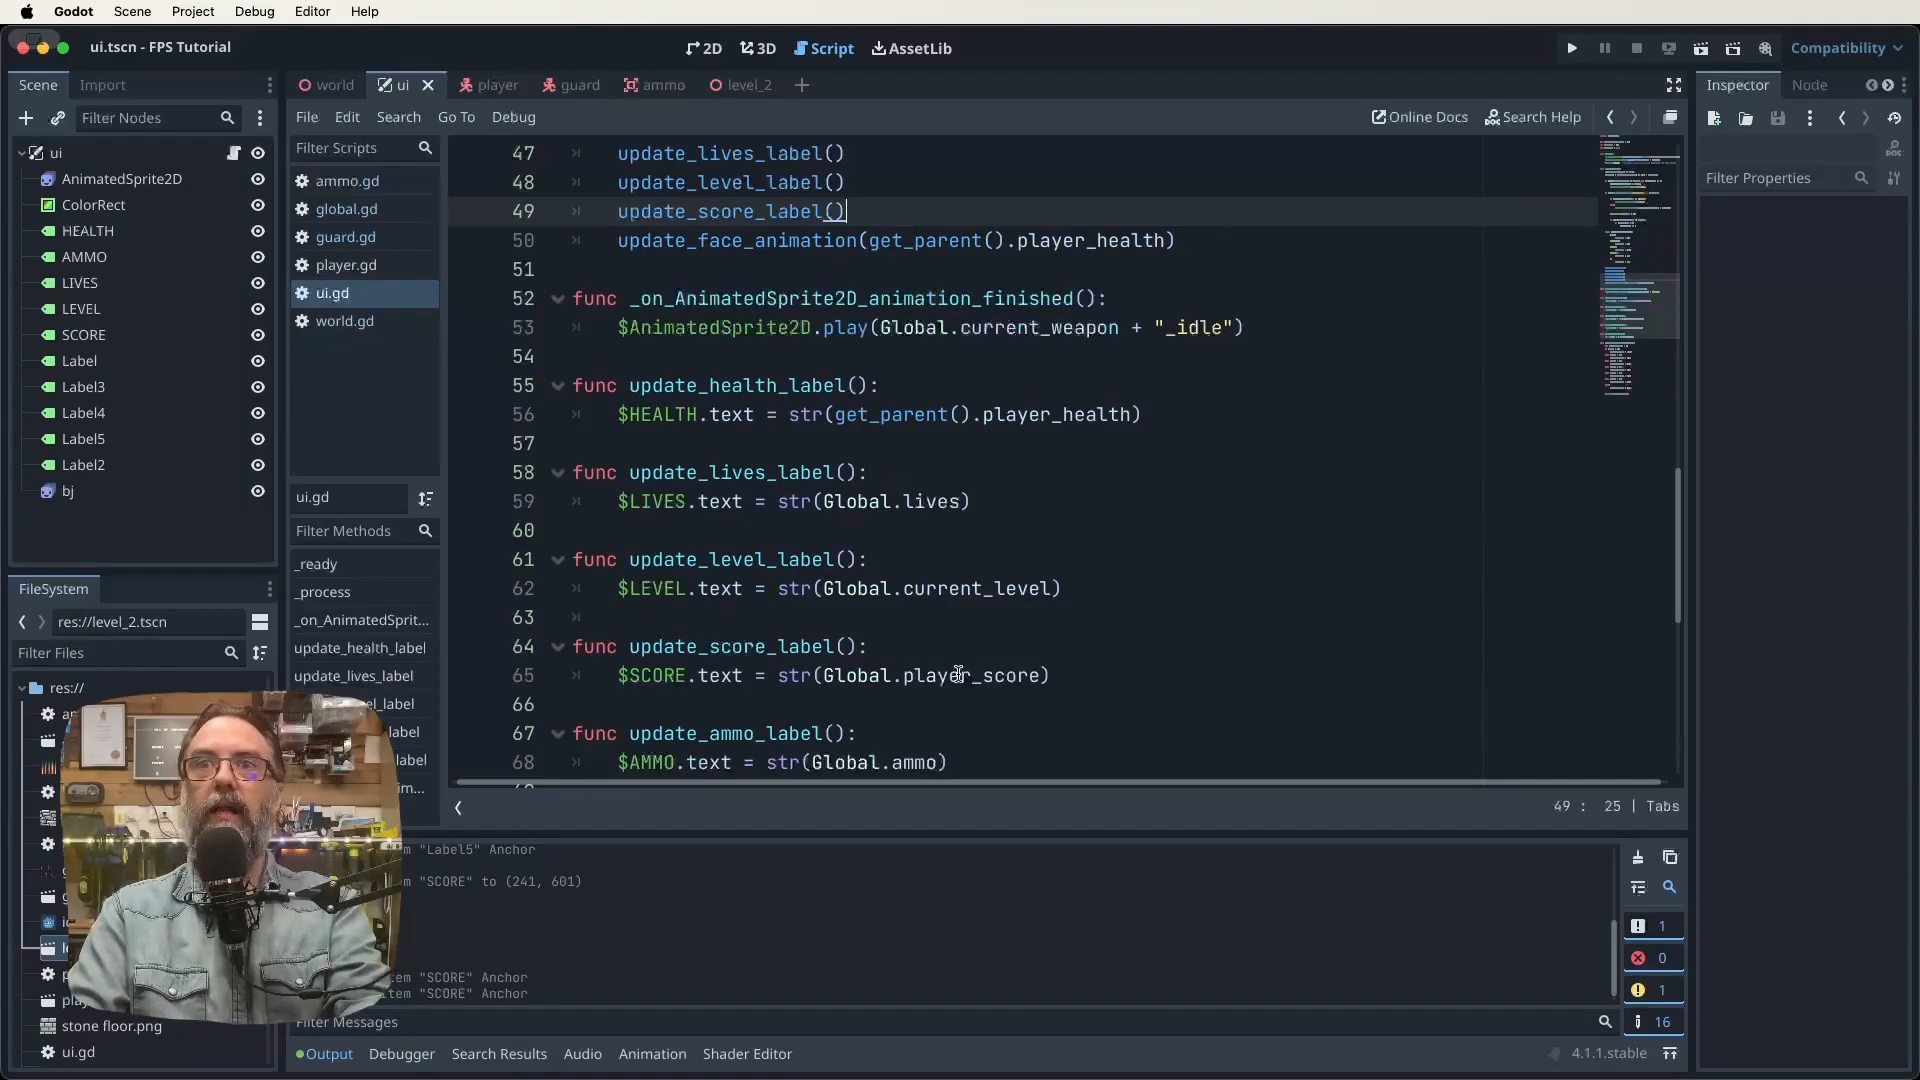 Godot Scene Project Debug Editor Help
ui.tscn - FPS Tutorial
2D 3D Script AssetLib
Compatibility
Scene Import
world ui player guard ammo level_2
Inspector Node
Filter Nodes
File Edit Search Go To Debug
Online Docs Search Help
Filter Properties
ui
AnimatedSprite2D
ColorRect
HEALTH
AMMO
LIVES
LEVEL
SCORE
Label
Label3
Label4
Label5
Label2
bj
Filter Scripts
ammo.gd
global.gd
guard.gd
player.gd
ui.gd
world.gd
ui.gd
Filter Methods
_ready
_process
_on_AnimatedSprit...
update_health_label
update_lives_label
el_label
label
label
im...
47 update_lives_label()
48 update_level_label()
49 update_score_label()
50 update_face_animation(get_parent().player_health)
51
52 func _on_AnimatedSprite2D_animation_finished():
53 $AnimatedSprite2D.play(Global.current_weapon + "_idle")
54
55 func update_health_label():
56 $HEALTH.text = str(get_parent().player_health)
57
58 func update_lives_label():
59 $LIVES.text = str(Global.lives)
60
61 func update_level_label():
62 $LEVEL.text = str(Global.current_level)
63
64 func update_score_label():
65 $SCORE.text = str(Global.player_score)
66
67 func update_ammo_label():
68 $AMMO.text = str(Global.ammo)
49 : 25 | Tabs
FileSystem
res://level_2.tscn
Filter Files
res://
stone floor.png
ui.gd
em "Label5" Anchor
em "SCORE" to (241, 601)
em "SCORE" Anchor
em "SCORE" Anchor
Filter Messages
1
0
1
16
Output Debugger Search Results Audio Animation Shader Editor
4.1.1.stable